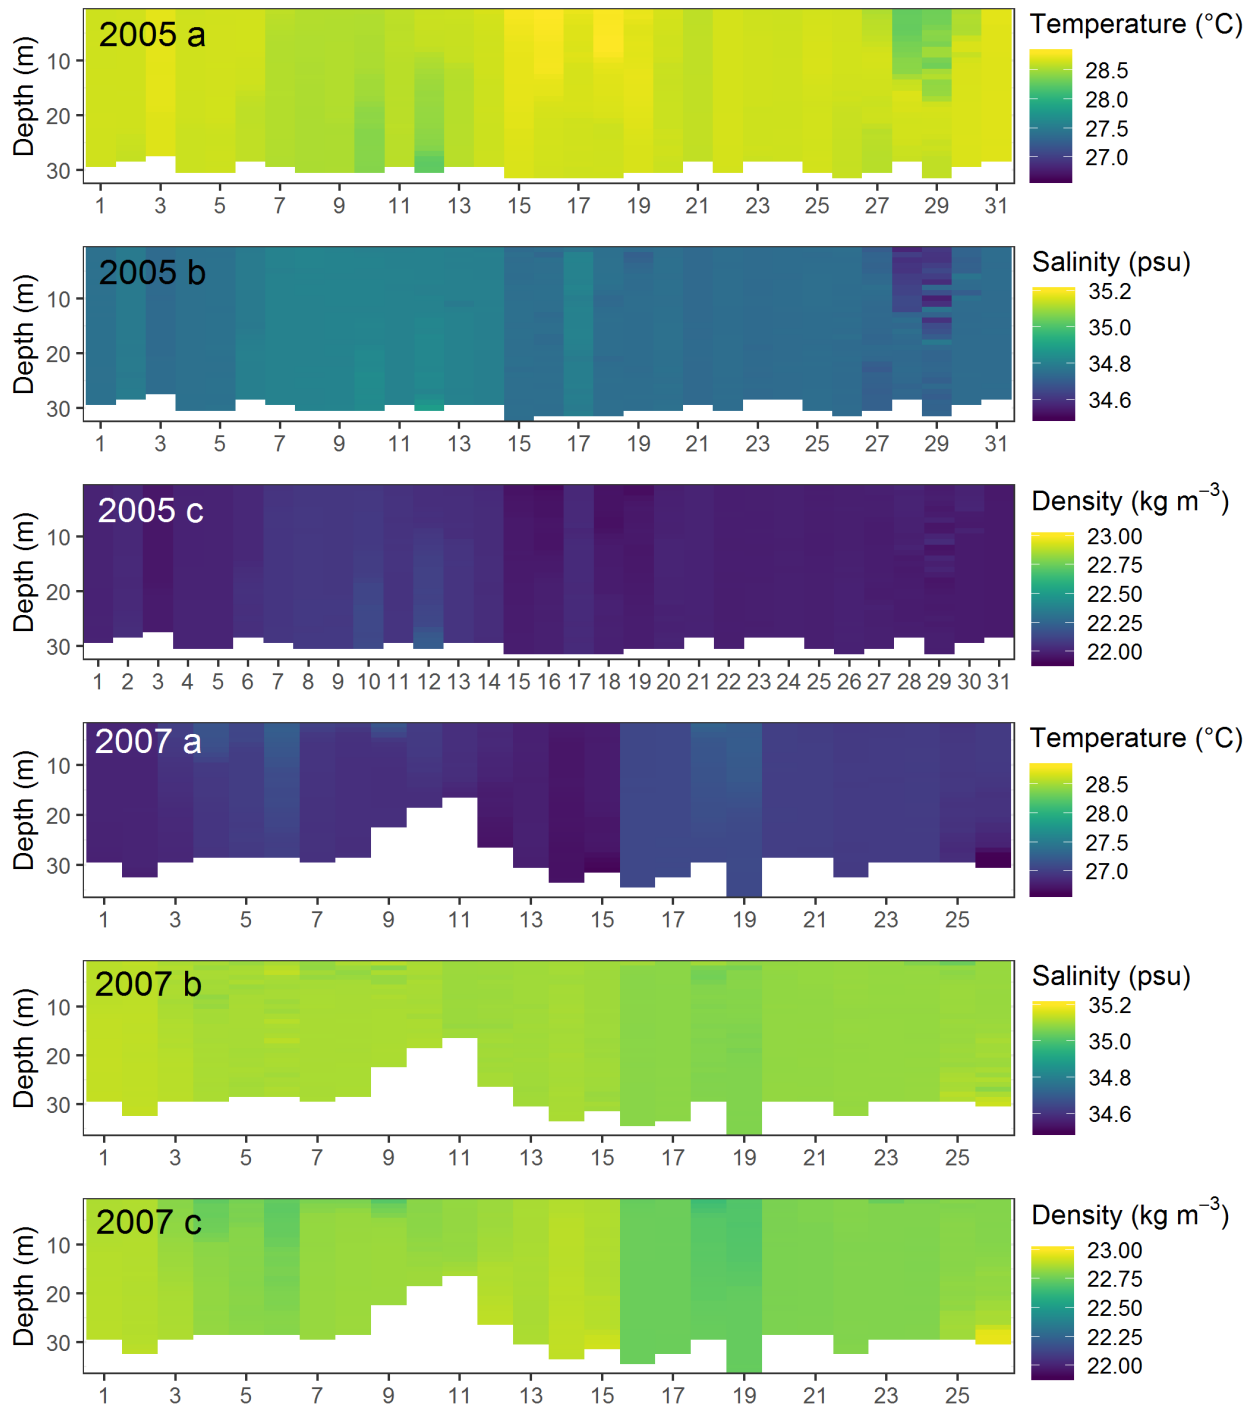 2005 a
Depth (m)
10
20
30
1 3 5 7 9 11 13 15 17 19 21 23 25 27 29 31
Temperature (°C)
28.5
28.0
27.5
27.0
2005 b
Depth (m)
10
20
30
1 3 5 7 9 11 13 15 17 19 21 23 25 27 29 31
Salinity (psu)
35.2
35.0
34.8
34.6
2005 c
Depth (m)
10
20
30
1 2 3 4 5 6 7 8 9 10 11 12 13 14 15 16 17 18 19 20 21 22 23 24 25 26 27 28 29 30 31
Density (kg m⁻³)
23.00
22.75
22.50
22.25
22.00
2007 a
Depth (m)
10
20
30
1 3 5 7 9 11 13 15 17 19 21 23 25
Temperature (°C)
28.5
28.0
27.5
27.0
2007 b
Depth (m)
10
20
30
1 3 5 7 9 11 13 15 17 19 21 23 25
Salinity (psu)
35.2
35.0
34.8
34.6
2007 c
Depth (m)
10
20
30
1 3 5 7 9 11 13 15 17 19 21 23 25
Density (kg m⁻³)
23.00
22.75
22.50
22.25
22.00